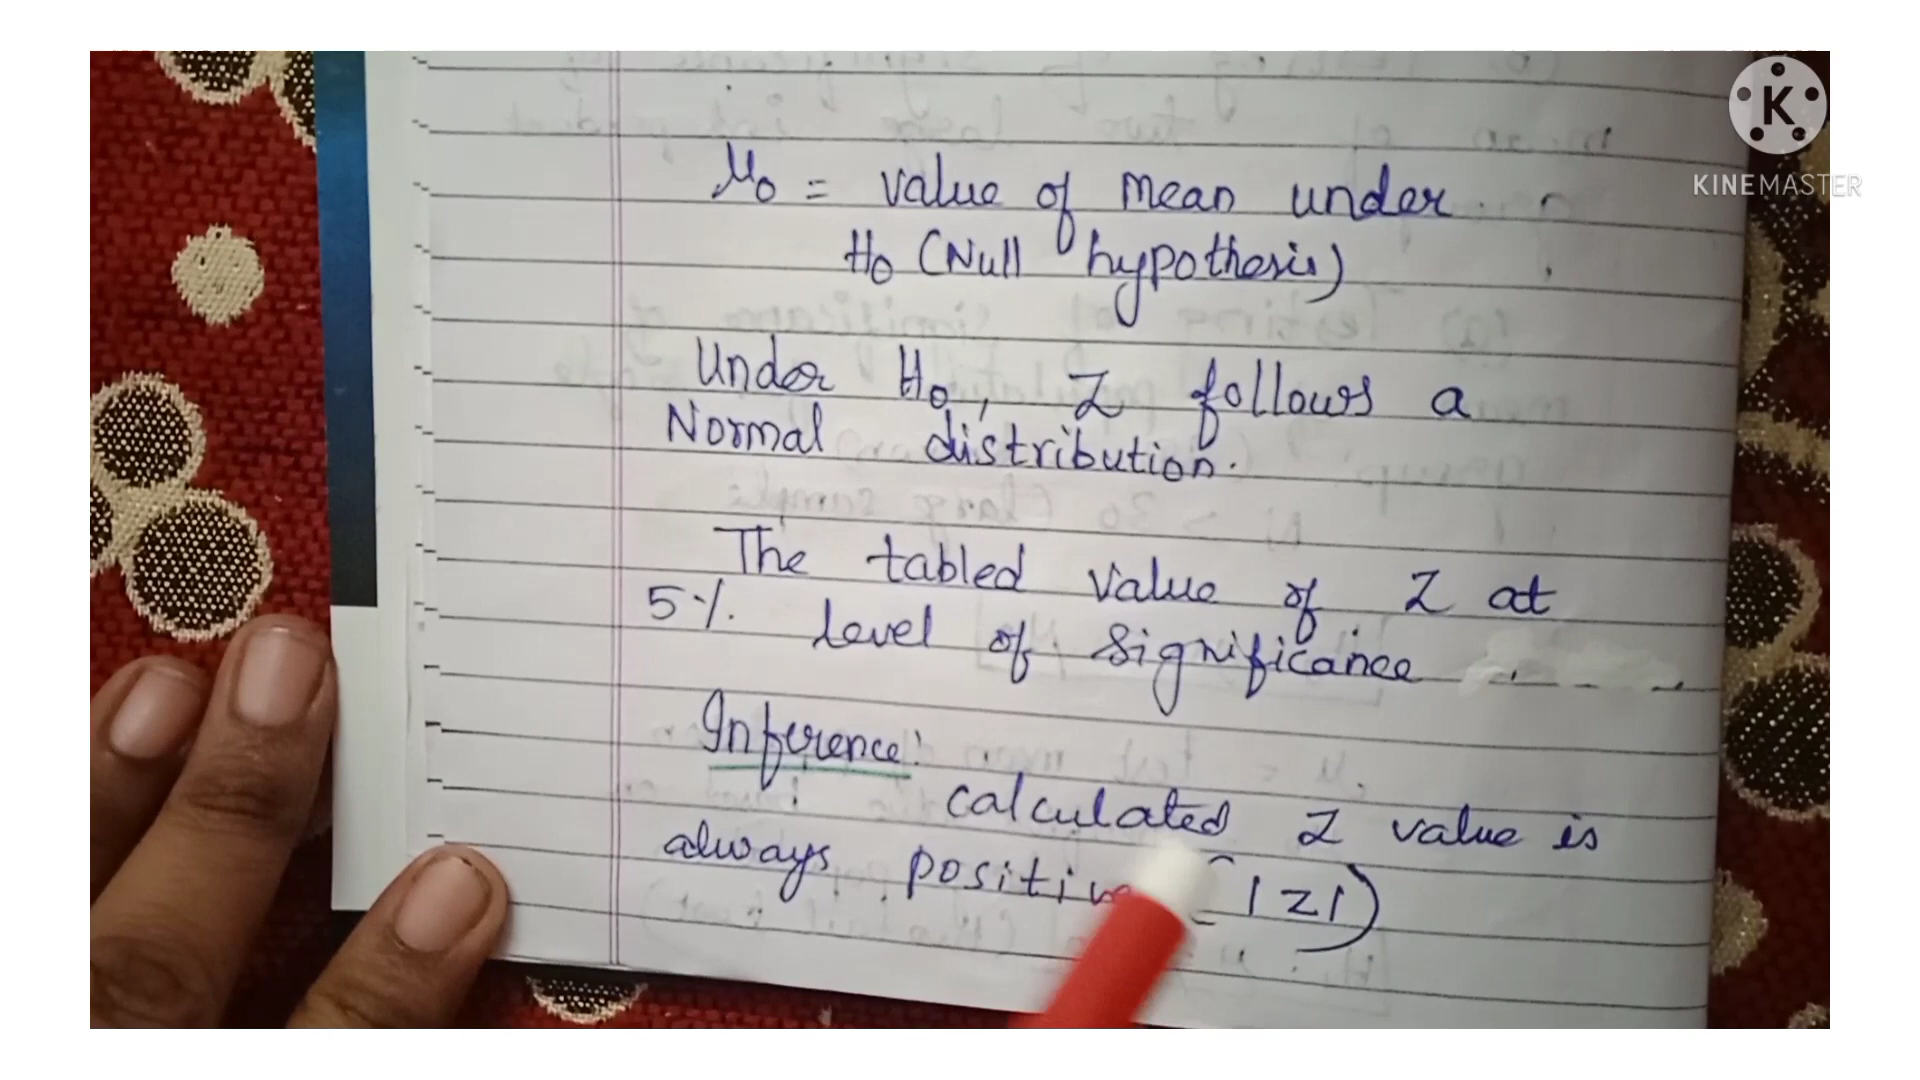 K
KINEMASTER
μ0 = value of mean under
H0 (Null hypothesis)
Under H0, Z follows a
Normal distribution.
The tabled value of Z at
5% level of significance
Inference:
calculated Z value is
always positive (|Z|)